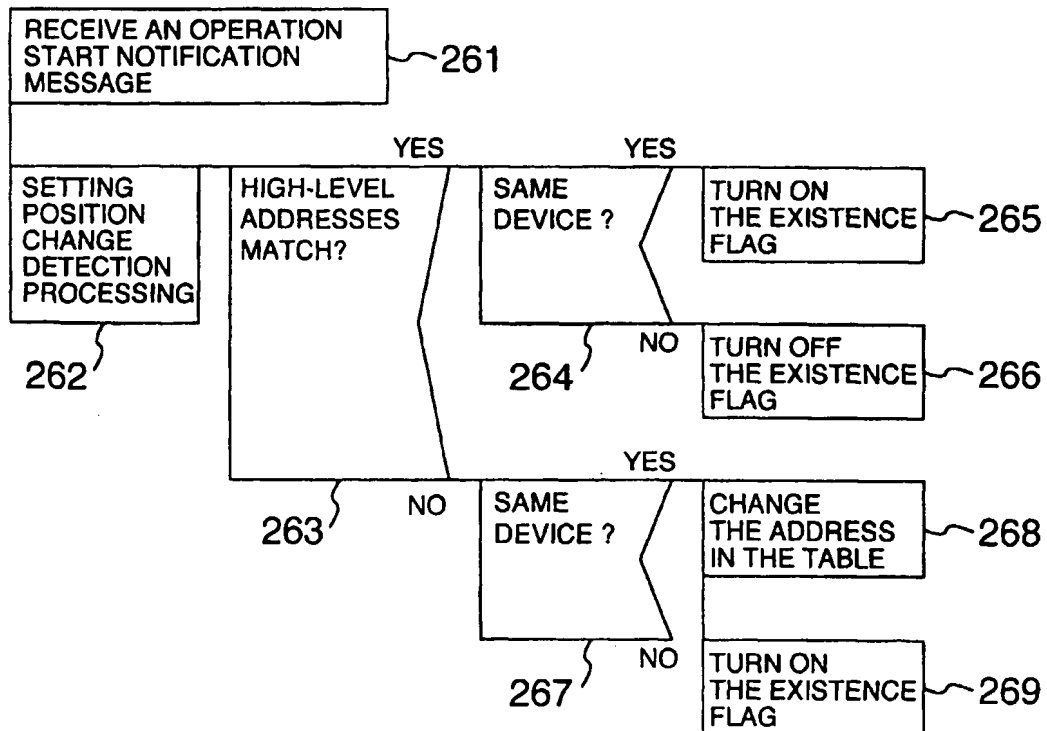 RECEIVE AN OPERATION
START NOTIFICATION
MESSAGE
261
SETTING
POSITION
CHANGE
DETECTION
PROCESSING
262
HIGH-LEVEL
ADDRESSES
MATCH?
263
YES
NO
SAME
DEVICE ?
264
YES
NO
TURN ON
THE EXISTENCE
FLAG
265
TURN OFF
THE EXISTENCE
FLAG
266
SAME
DEVICE ?
267
YES
NO
CHANGE
THE ADDRESS
IN THE TABLE
268
TURN ON
THE EXISTENCE
FLAG
269